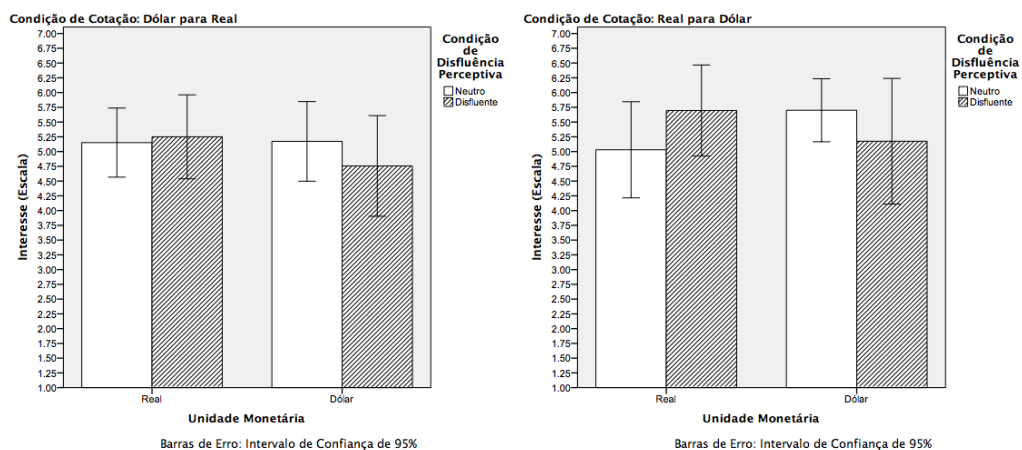 Condição de Cotação: Dólar para Real
7.00
6.75
6.50
6.25
6.00
5.75
5.50
5.25
5.00
4.75
4.50
4.25
4.00
3.75
3.50
3.25
3.00
2.75
2.50
2.25
2.00
1.75
1.50
1.25
1.00
Interesse (Escala)
Real
Dólar
Unidade Monetária
Barras de Erro: Intervalo de Confiança de 95%
Condição
de
Disfluência
Perceptiva
Neutro
Disfluente
Condição de Cotação: Real para Dólar
7.00
6.75
6.50
6.25
6.00
5.75
5.50
5.25
5.00
4.75
4.50
4.25
4.00
3.75
3.50
3.25
3.00
2.75
2.50
2.25
2.00
1.75
1.50
1.25
1.00
Interesse (Escala)
Real
Dólar
Unidade Monetária
Barras de Erro: Intervalo de Confiança de 95%
Condição
de
Disfluência
Perceptiva
Neutro
Disfluente